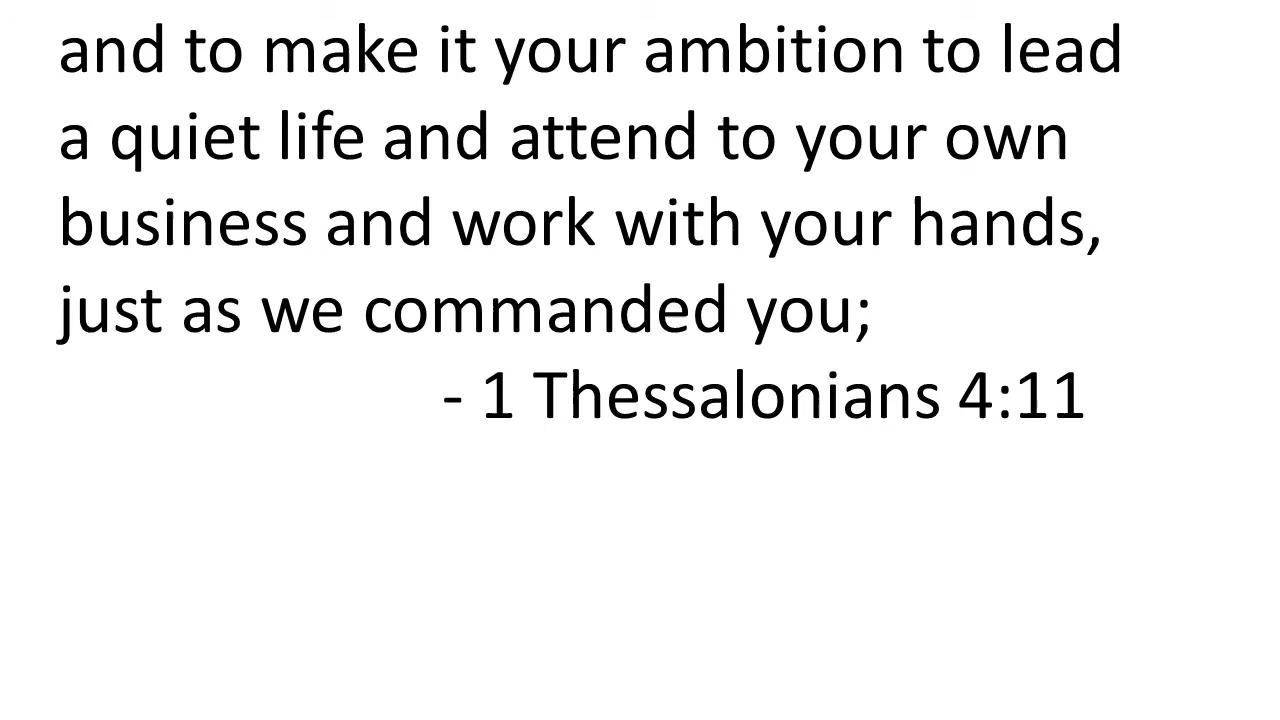 and to make it your ambition to lead
a quiet life and attend to your own
business and work with your hands,
just as we commanded you;
- 1 Thessalonians 4:11